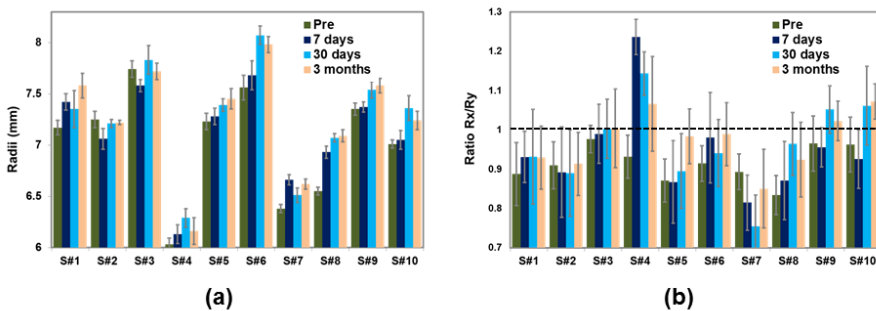 8
7.5
7
6.5
6
Radii (mm)
Pre
7 days
30 days
3 months
S#1 S#2 S#3 S#4 S#5 S#6 S#7 S#8 S#9 S#10
(a)
1.3
1.2
1.1
1
0.9
0.8
0.7
Ratio Rx/Ry
Pre
7 days
30 days
3 months
S#1 S#2 S#3 S#4 S#5 S#6 S#7 S#8 S#9 S#10
(b)